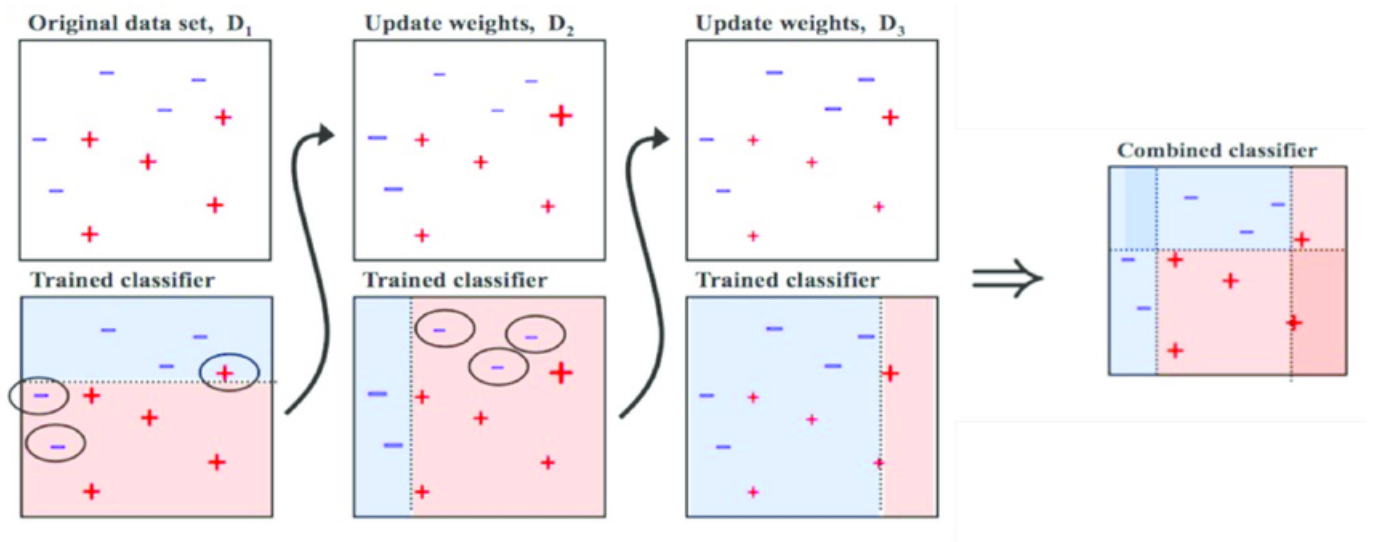 Original data set, D₁
Update weights, D₂
Update weights, D₃
Combined classifier
Trained classifier
Trained classifier
Trained classifier